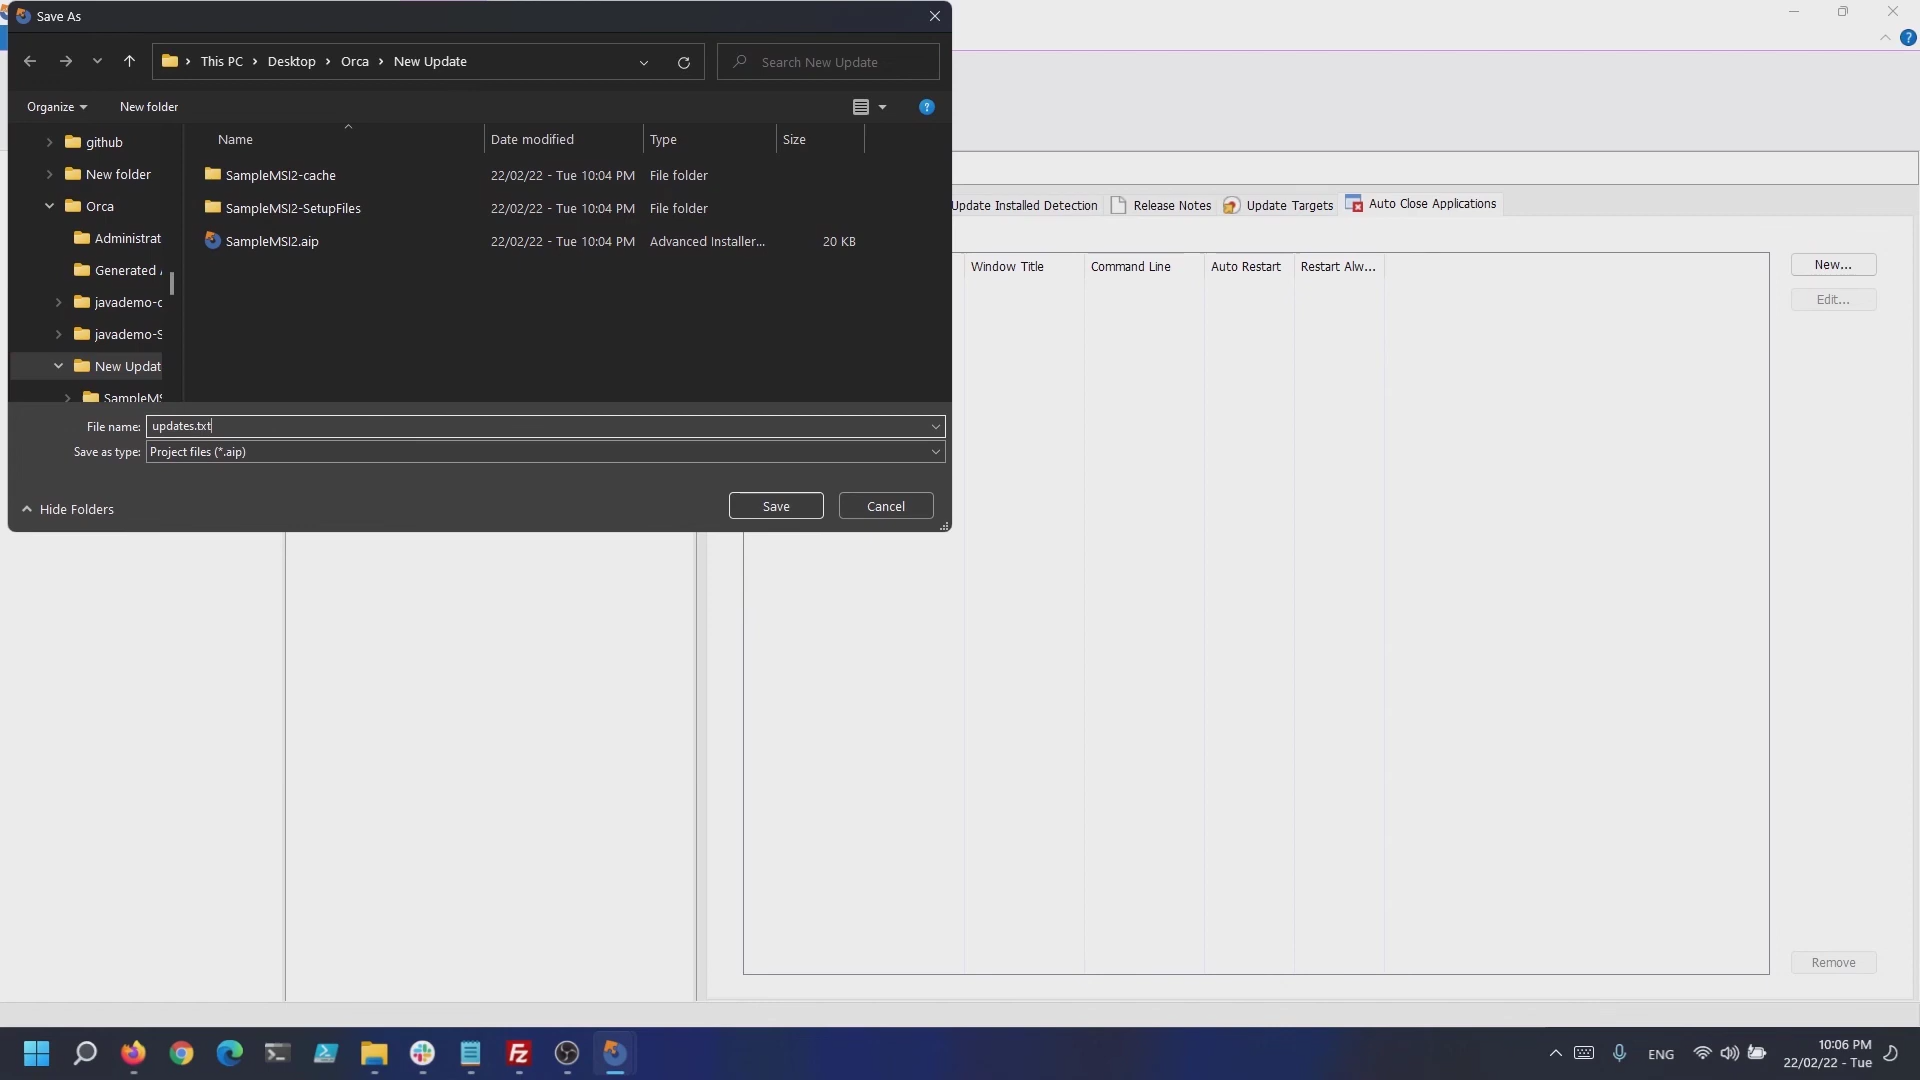 Save As
This PC > Desktop > Orca > New Update
Search New Update
Organize
New folder
Name
Date modified
Type
Size
github
New folder
Orca
Administrat
Generated
javademo-c
javademo-S
New Updat
SampleMS
SampleMSI2-cache 22/02/22 - Tue 10:04 PM File folder
SampleMSI2-SetupFiles 22/02/22 - Tue 10:04 PM File folder
SampleMSI2.aip 22/02/22 - Tue 10:04 PM Advanced Installer... 20 KB
File name: updates.txt
Save as type: Project files (*.aip)
Hide Folders
Save
Cancel
Update Installed Detection
Release Notes
Update Targets
Auto Close Applications
Window Title
Command Line
Auto Restart
Restart Alw...
New...
Edit...
Remove
ENG
10:06 PM
22/02/22 - Tue